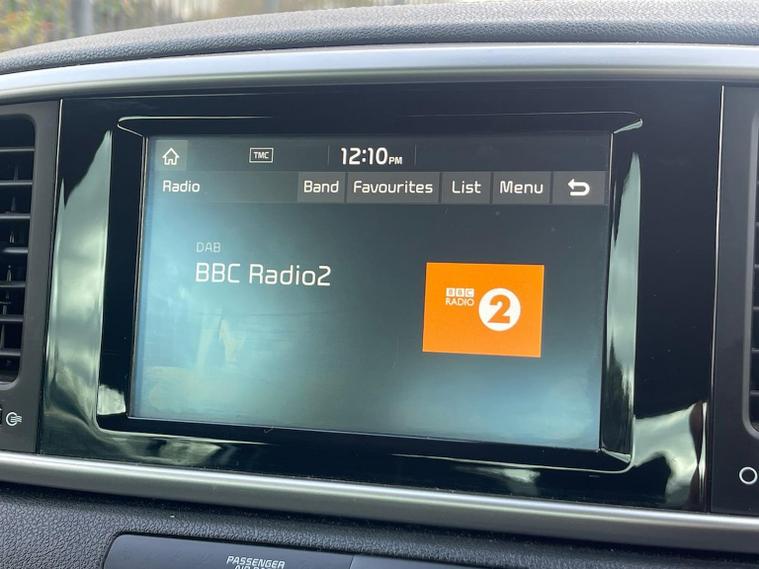 TMC
12:10PM
Radio
Band
Favourites
List
Menu
DAB
BBC Radio2
BBC
RADIO
2
PASSENGER